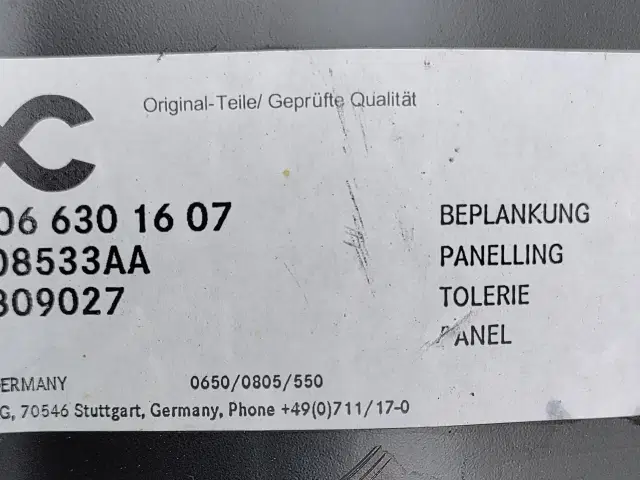 Original-Teile/ Geprüfte Qualität
06 630 16 07
08533AA
309027
BEPLANKUNG
PANELLING
TOLERIE
PANEL
ERMANY
0650/0805/550
G, 70546 Stuttgart, Germany, Phone +49(0)711/17-0